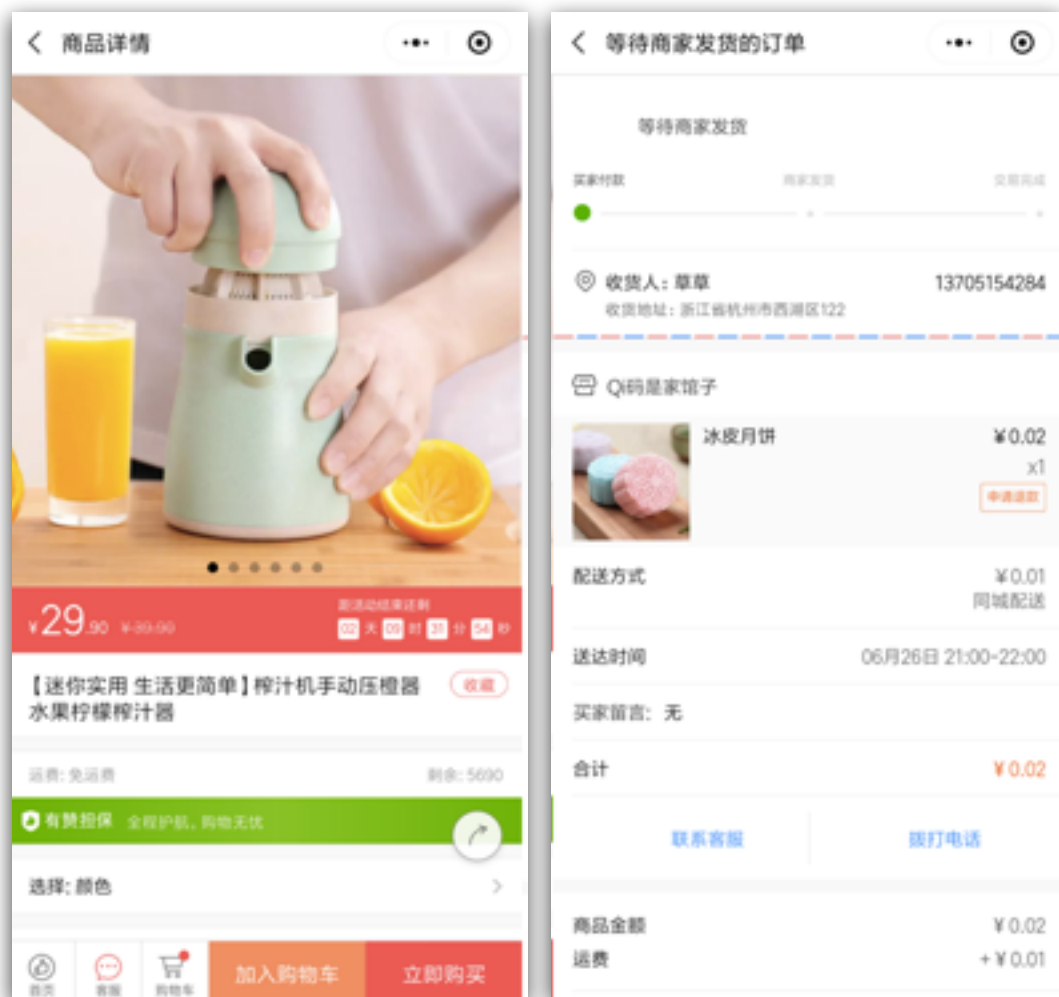 商品详情
¥29.90 ¥39.90
距活动结束还剩
02 天 09 时 31 分 54 秒
【迷你实用 生活更简单】榨汁机手动压橙器
水果柠檬榨汁器
收藏
运费: 免运费
剩余: 5690
有赞担保 全程护航，购物无忧
选择: 颜色
首页
客服
购物车
加入购物车
立即购买
等待商家发货的订单
等待商家发货
买家付款
商家发货
交易完成
收货人: 草草
13705154284
收货地址: 浙江省杭州市西湖区122
Qi码是家馆子
冰皮月饼
¥0.02
x1
申请退款
配送方式
¥0.01
同城配送
送达时间
06月26日 21:00-22:00
买家留言: 无
合计
¥0.02
联系客服
拨打电话
商品金额
¥0.02
运费
+¥0.01